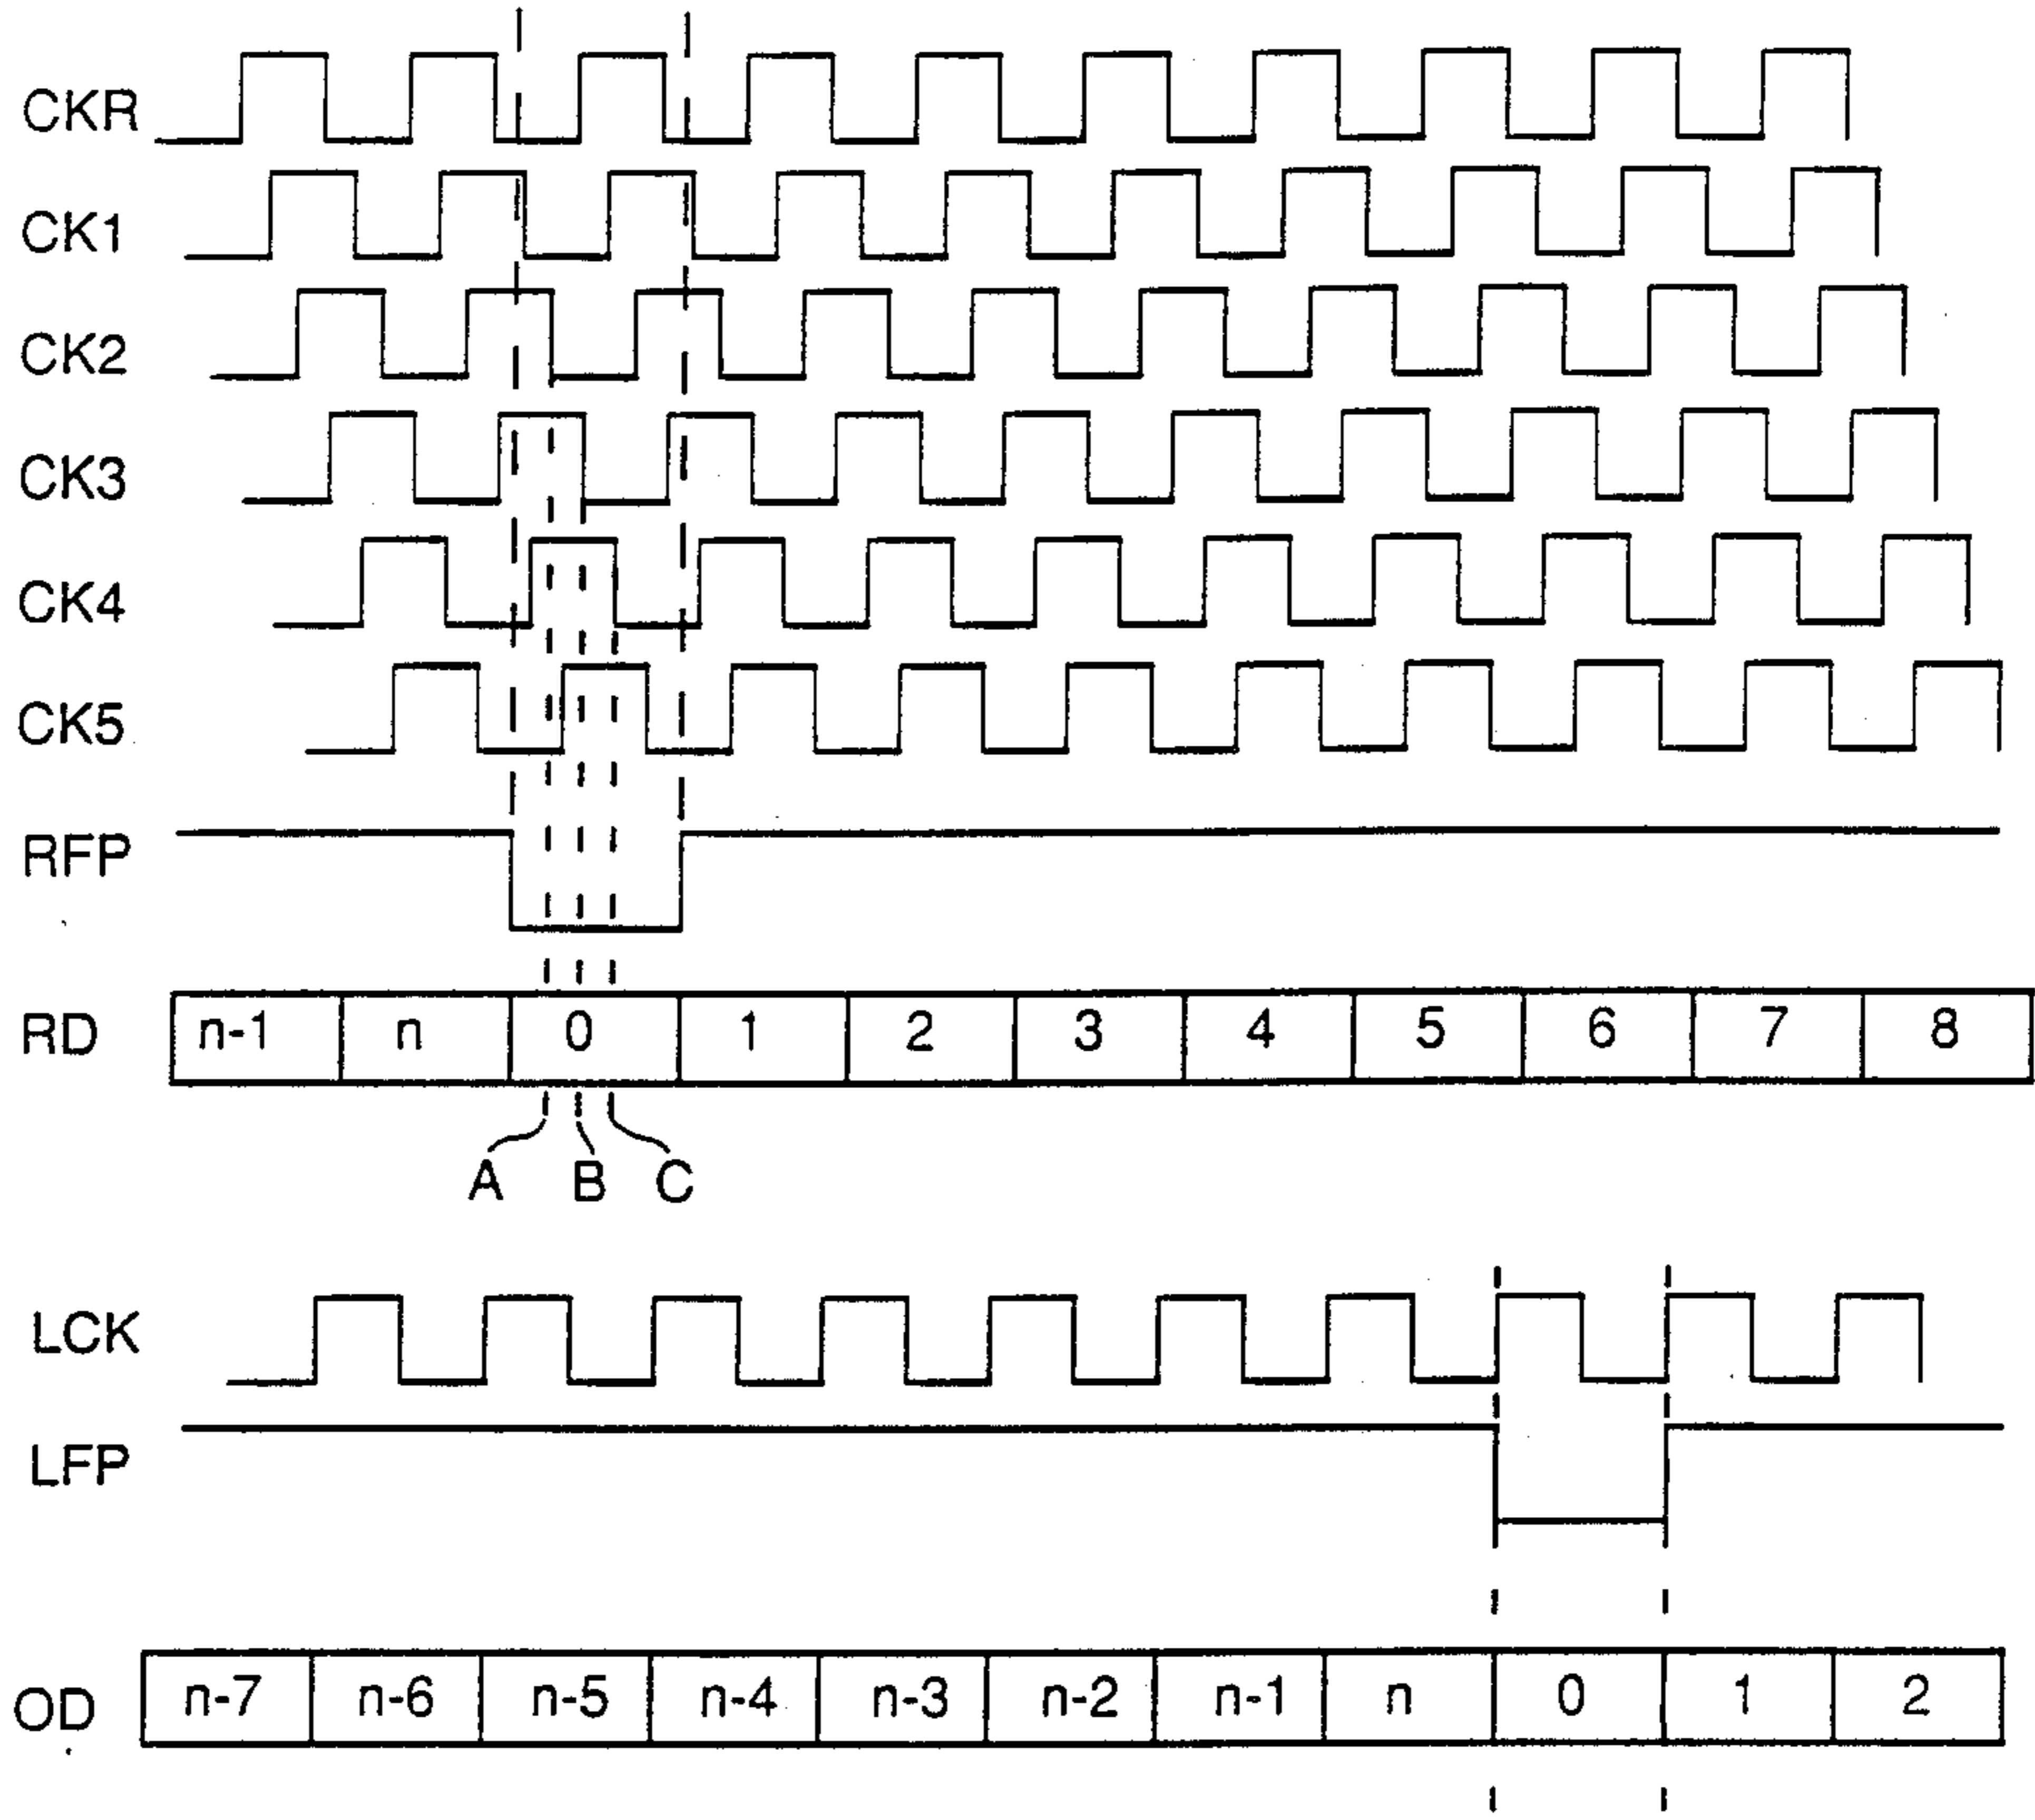 CKR
CK1
CK2
CK3
CK4
CK5
RFP
RD n-1 n 0 1 2 3 4 5 6 7 8
A B C
LCK
LFP
OD n-7 n-6 n-5 n-4 n-3 n-2 n-1 n 0 1 2